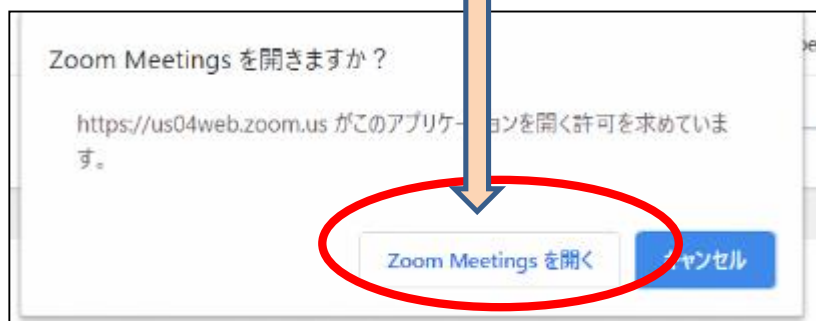 Zoom Meetings を開きますか？
https://us04web.zoom.us がこのアプリケーションを開く許可を求めていま
す。
Zoom Meetings を開く
キャンセル